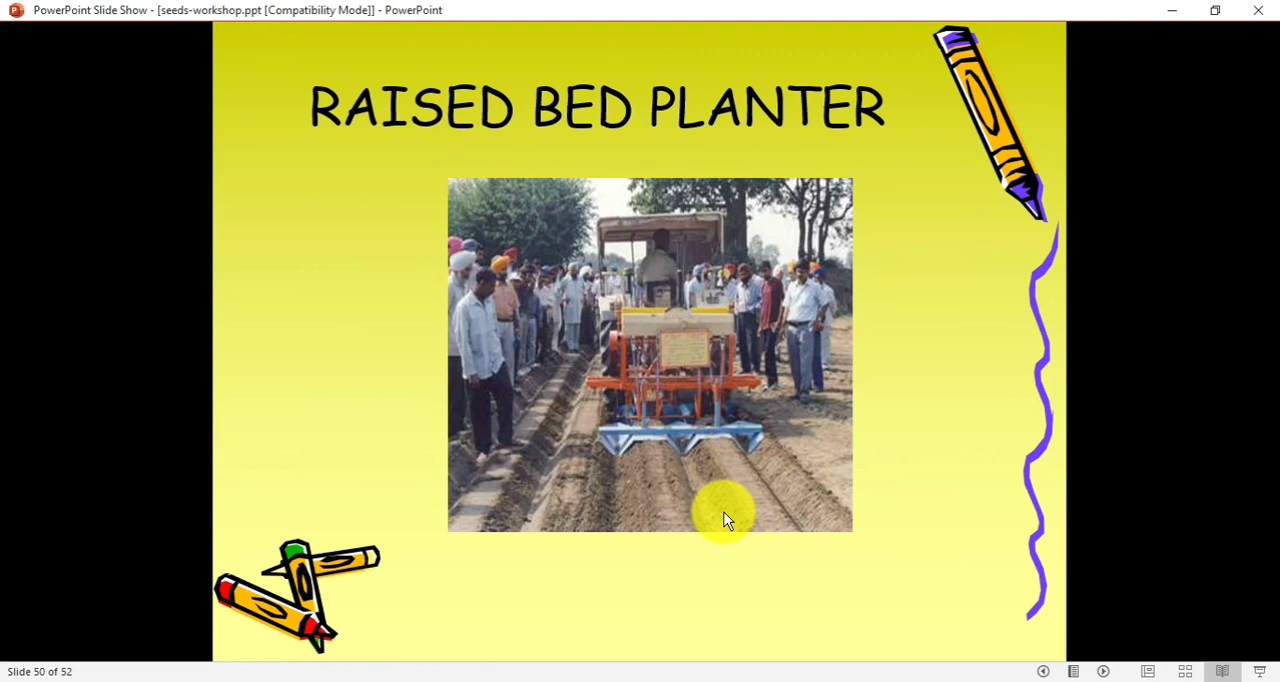 PowerPoint Slide Show - [seeds-workshop.ppt [Compatibility Mode]] - PowerPoint
RAISED BED PLANTER
Slide 50 of 52